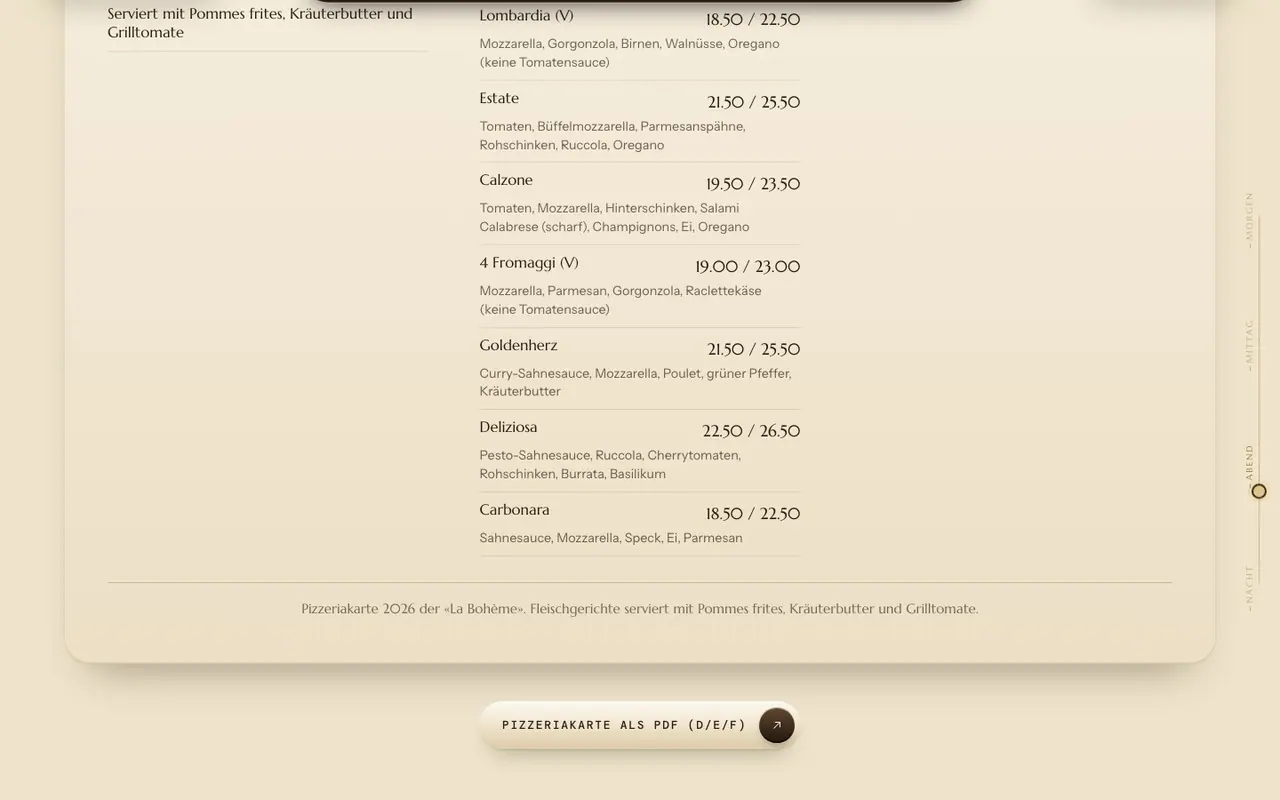 Serviert mit Pommes frites, Kräuterbutter und
Grilltomate
Lombardia (V) 18.50 / 22.50
Mozzarella, Gorgonzola, Birnen, Walnüsse, Oregano
(keine Tomatensauce)
Estate 21.50 / 25.50
Tomaten, Büffelmozzarella, Parmesanspähne,
Rohschinken, Ruccola, Oregano
Calzone 19.50 / 23.50
Tomaten, Mozzarella, Hinterschinken, Salami
Calabrese (scharf), Champignons, Ei, Oregano
4 Fromaggi (V) 19.00 / 23.00
Mozzarella, Parmesan, Gorgonzola, Raclettekäse
(keine Tomatensauce)
Goldenherz 21.50 / 25.50
Curry-Sahnesauce, Mozzarella, Poulet, grüner Pfeffer,
Kräuterbutter
Deliziosa 22.50 / 26.50
Pesto-Sahnesauce, Ruccola, Cherrytomaten,
Rohschinken, Burrata, Basilikum
Carbonara 18.50 / 22.50
Sahnesauce, Mozzarella, Speck, Ei, Parmesan
Pizzeriakarte 2026 der «La Bohème». Fleischgerichte serviert mit Pommes frites, Kräuterbutter und Grilltomate.
PIZZERIAKARTE ALS PDF (D/E/F)
MORGEN
MITTAG
ABEND
NACHT